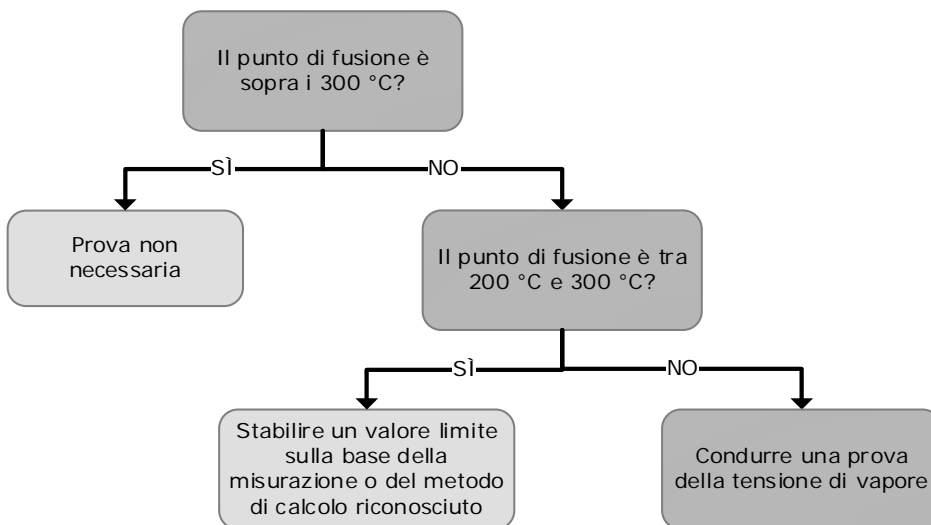 Il punto di fusione è
sopra i 300 °C?
SÌ
NO
Prova non
necessaria
Il punto di fusione è tra
200 °C e 300 °C?
SÌ
NO
Stabilire un valore limite
sulla base della
misurazione o del metodo
di calcolo riconosciuto
Condurre una prova
della tensione di vapore